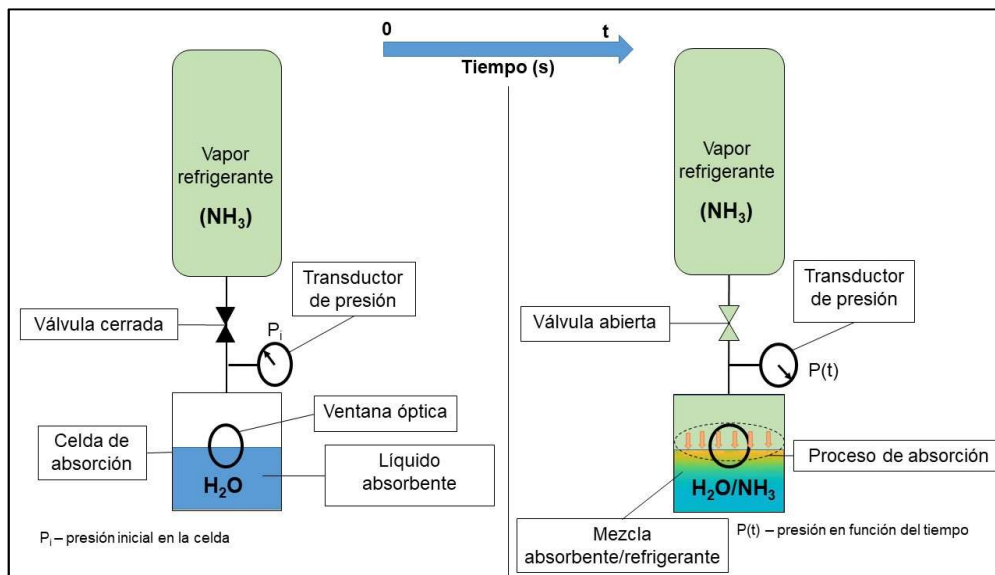 0
t
Tiempo (s)
Vapor
refrigerante
(NH₃)
Transductor
de presión
Válvula cerrada
Pᵢ
Ventana óptica
Celda de
absorción
Líquido
absorbente
H₂O
Pᵢ – presión inicial en la celda
Vapor
refrigerante
(NH₃)
Transductor
de presión
Válvula abierta
P(t)
Proceso de absorción
H₂O/NH₃
Mezcla
absorbente/refrigerante
P(t) – presión en función del tiempo